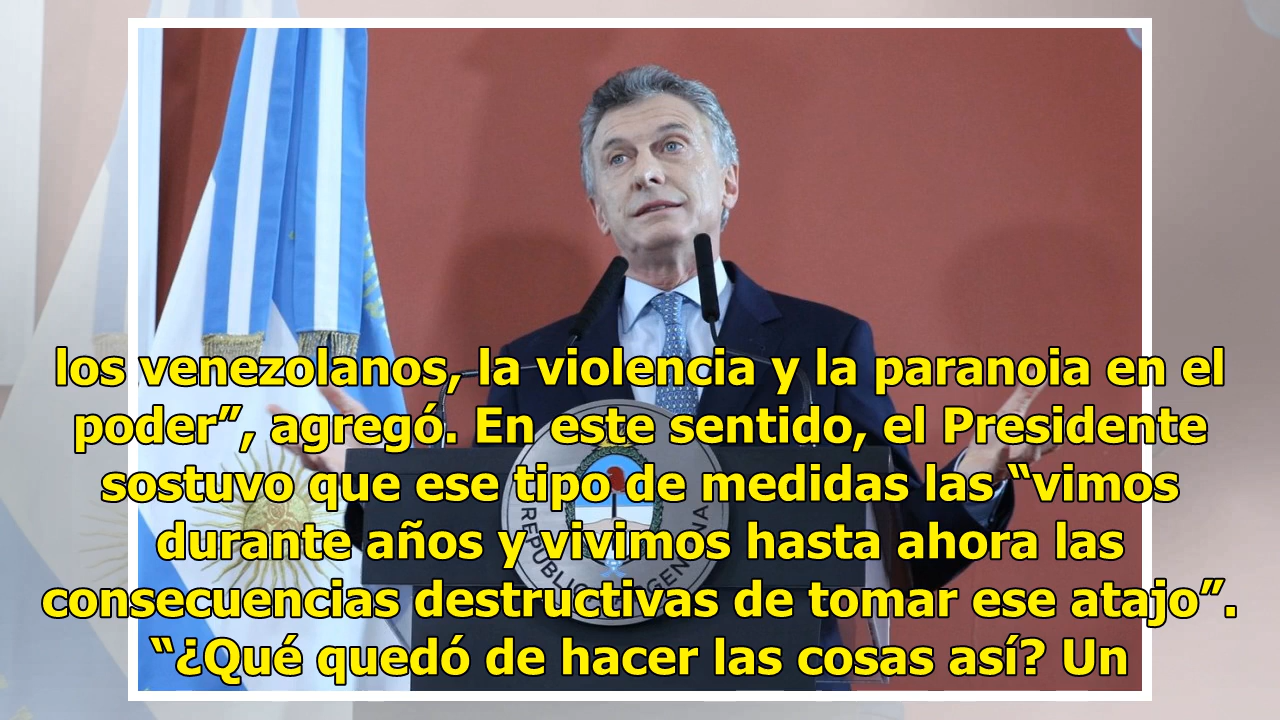 los venezolanos, la violencia y la paranoia en el
poder”, agregó. En este sentido, el Presidente
sostuvo que ese tipo de medidas las “vimos
durante años y vivimos hasta ahora las
consecuencias destructivas de tomar ese atajo”.
“¿Qué quedó de hacer las cosas así? Un
REPÚBLICA ARGENTINA